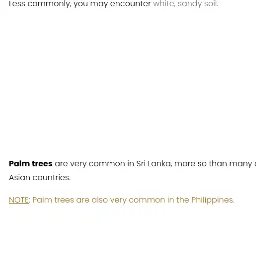 Less commonly, you may encounter white, sandy soil.
Palm trees are very common in Sri Lanka, more so than many
Asian countries.
NOTE: Palm trees are also very common in the Philippines.